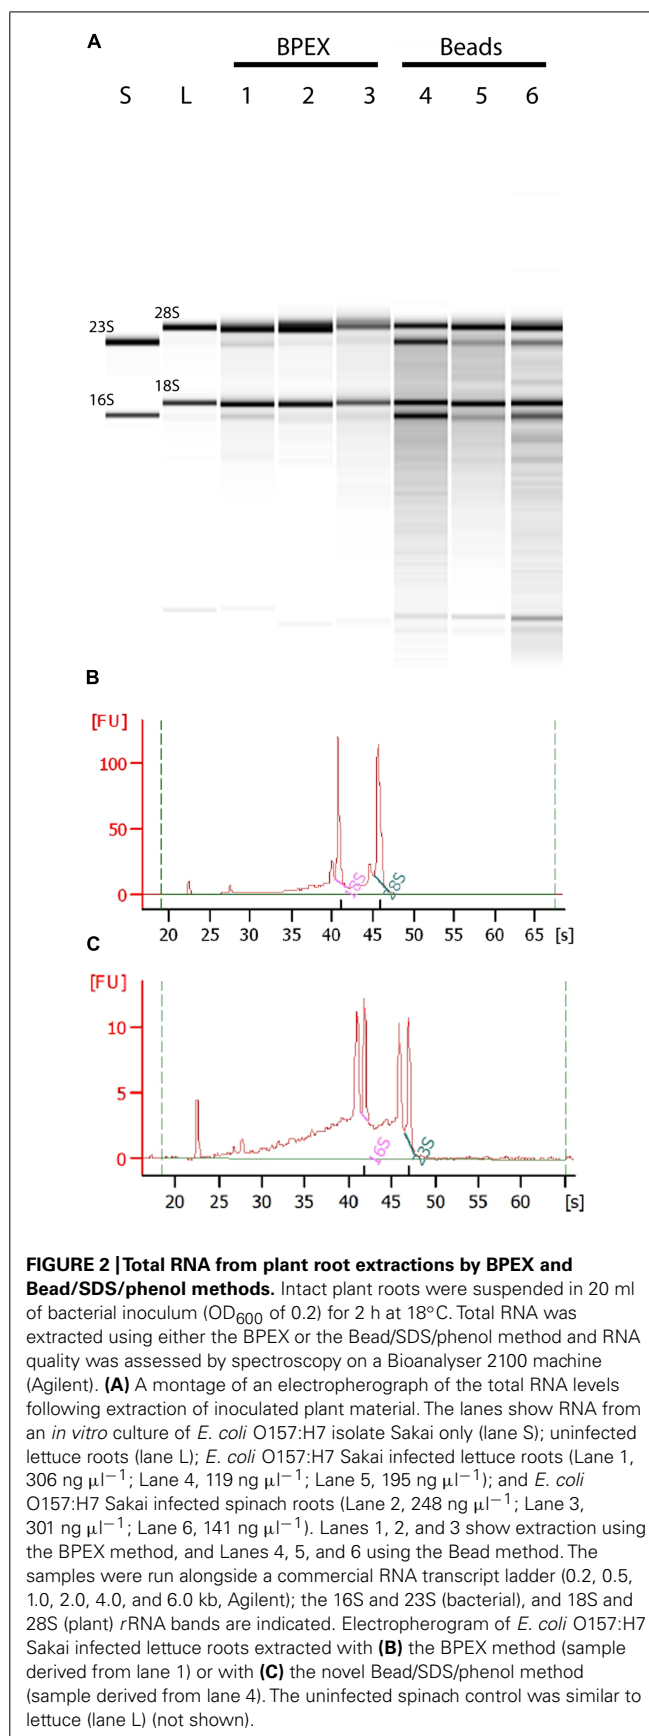 A
BPEX Beads
S L 1 2 3 4 5 6
28S
23S
18S
16S
B
[FU]
100
50
0
18S 28S
20 25 30 35 40 45 50 55 60 65 [s]
C
[FU]
10
5
0
16S 23S
20 25 30 35 40 45 50 55 60 [s]
FIGURE 2 | Total RNA from plant root extractions by BPEX and
Bead/SDS/phenol methods. Intact plant roots were suspended in 20 ml
of bacterial inoculum (OD600 of 0.2) for 2 h at 18°C. Total RNA was
extracted using either the BPEX or the Bead/SDS/phenol method and RNA
quality was assessed by spectroscopy on a Bioanalyser 2100 machine
(Agilent). (A) A montage of an electropherograph of the total RNA levels
following extraction of inoculated plant material. The lanes show RNA from
an in vitro culture of E. coli O157:H7 isolate Sakai only (lane S); uninfected
lettuce roots (lane L); E. coli O157:H7 Sakai infected lettuce roots (Lane 1,
306 ng μl−1; Lane 4, 119 ng μl−1; Lane 5, 195 ng μl−1); and E. coli
O157:H7 Sakai infected spinach roots (Lane 2, 248 ng μl−1; Lane 3,
301 ng μl−1; Lane 6, 141 ng μl−1). Lanes 1, 2, and 3 show extraction using
the BPEX method, and Lanes 4, 5, and 6 using the Bead method. The
samples were run alongside a commercial RNA transcript ladder (0.2, 0.5,
1.0, 2.0, 4.0, and 6.0 kb, Agilent); the 16S and 23S (bacterial), and 18S and
28S (plant) rRNA bands are indicated. Electropherogram of E. coli O157:H7
Sakai infected lettuce roots extracted with (B) the BPEX method (sample
derived from lane 1) or with (C) the novel Bead/SDS/phenol method
(sample derived from lane 4). The uninfected spinach control was similar to
lettuce (lane L) (not shown).